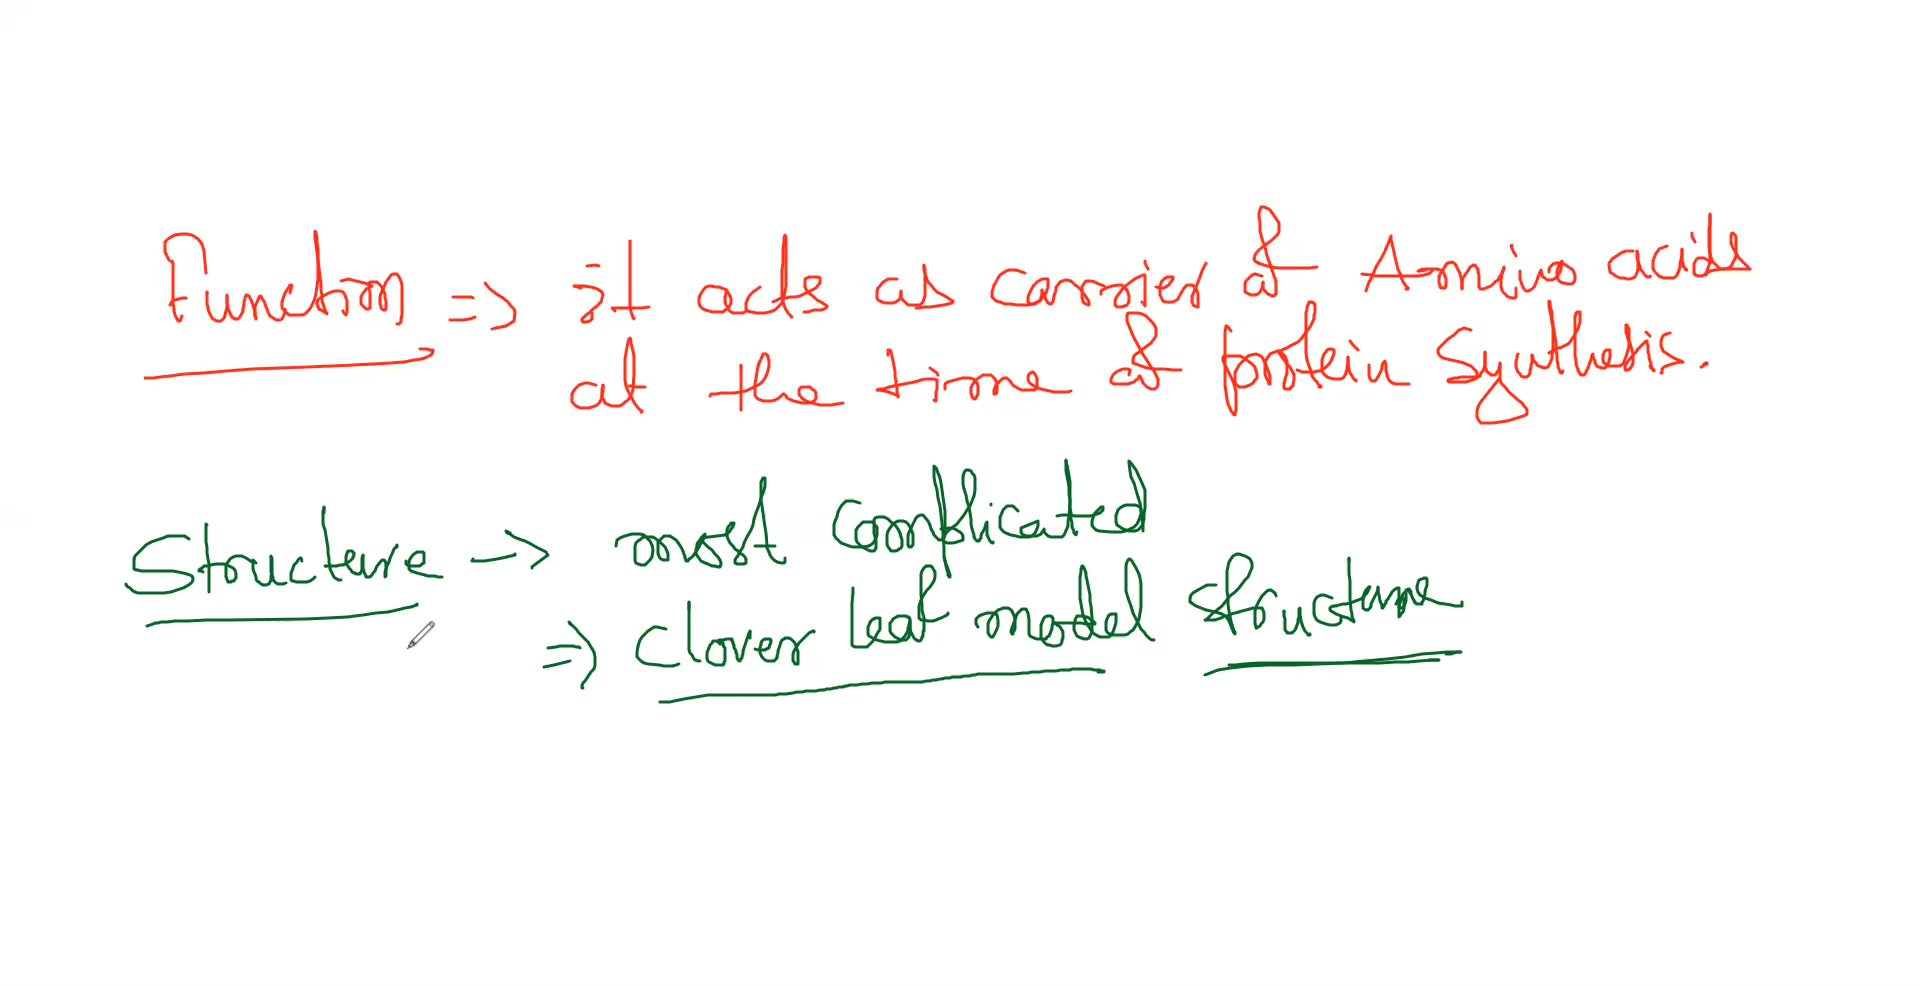 Function => it acts as carrier of Amino acids
at the time of protein synthesis.
Structure -> most complicated
=> clover leaf model structure